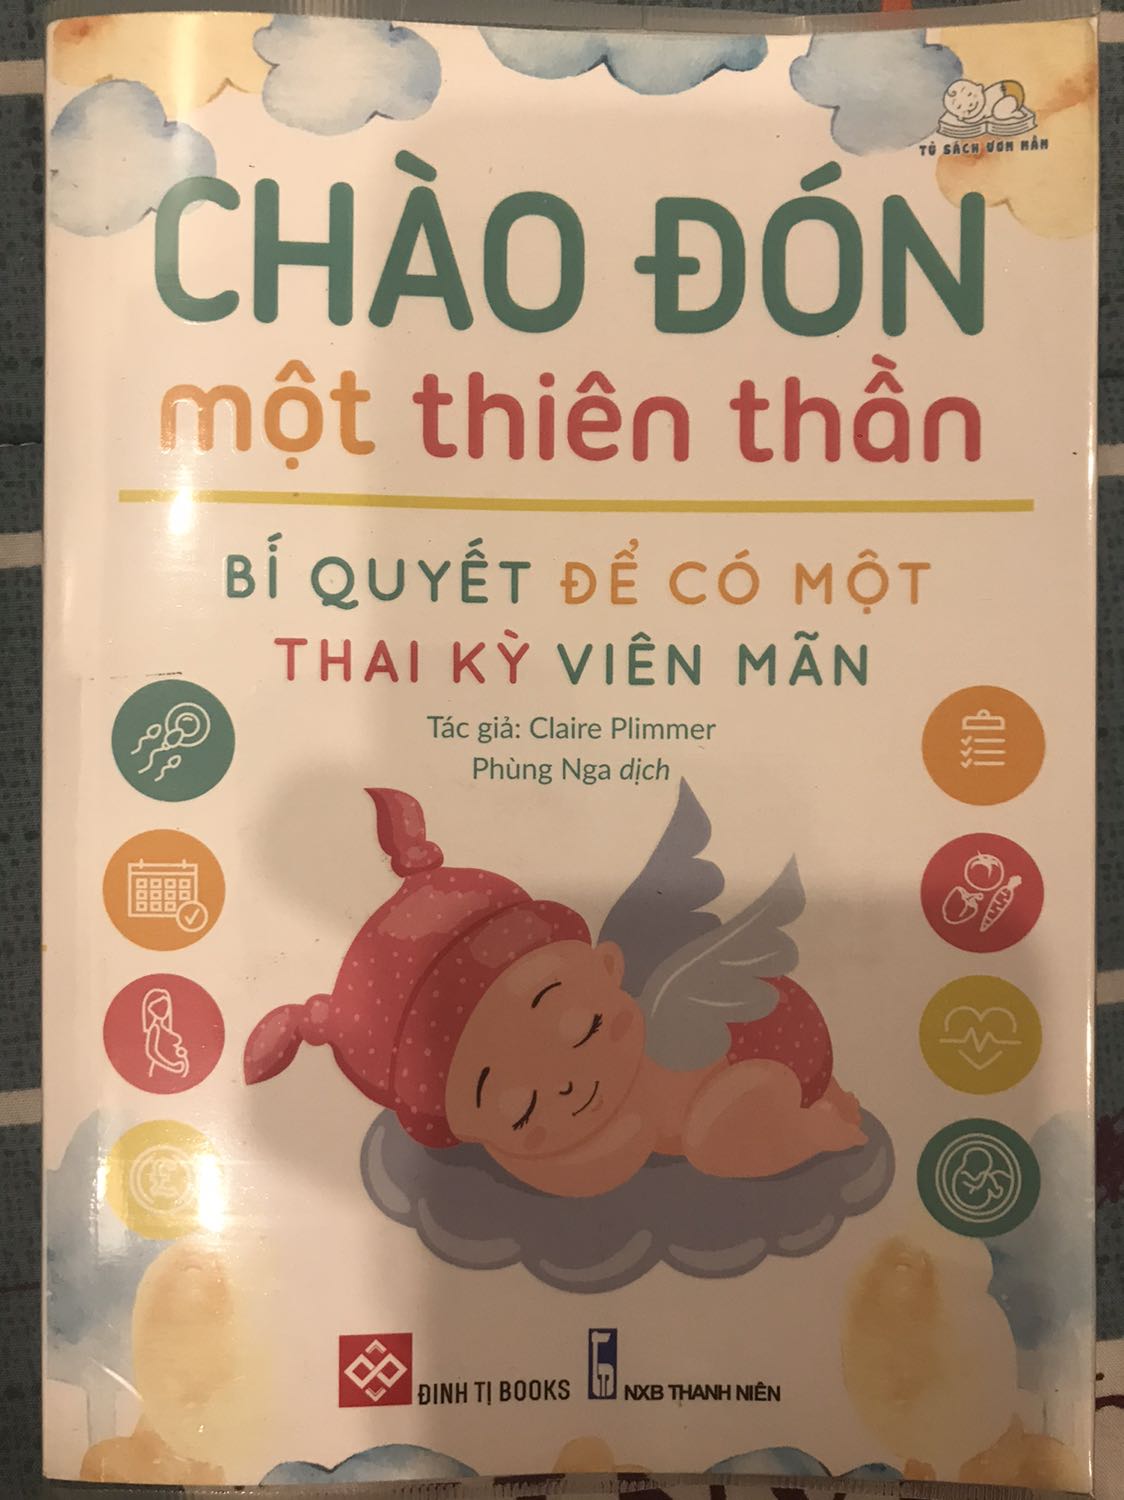 TỦ SÁCH ƯƠM MẦM
CHÀO ĐÓN
một thiên thần
BÍ QUYẾT ĐỂ CÓ MỘT
THAI KỲ VIÊN MÃN
Tác giả: Claire Plimmer
Phùng Nga dịch
ĐINH TỊ BOOKS
NXB THANH NIÊN